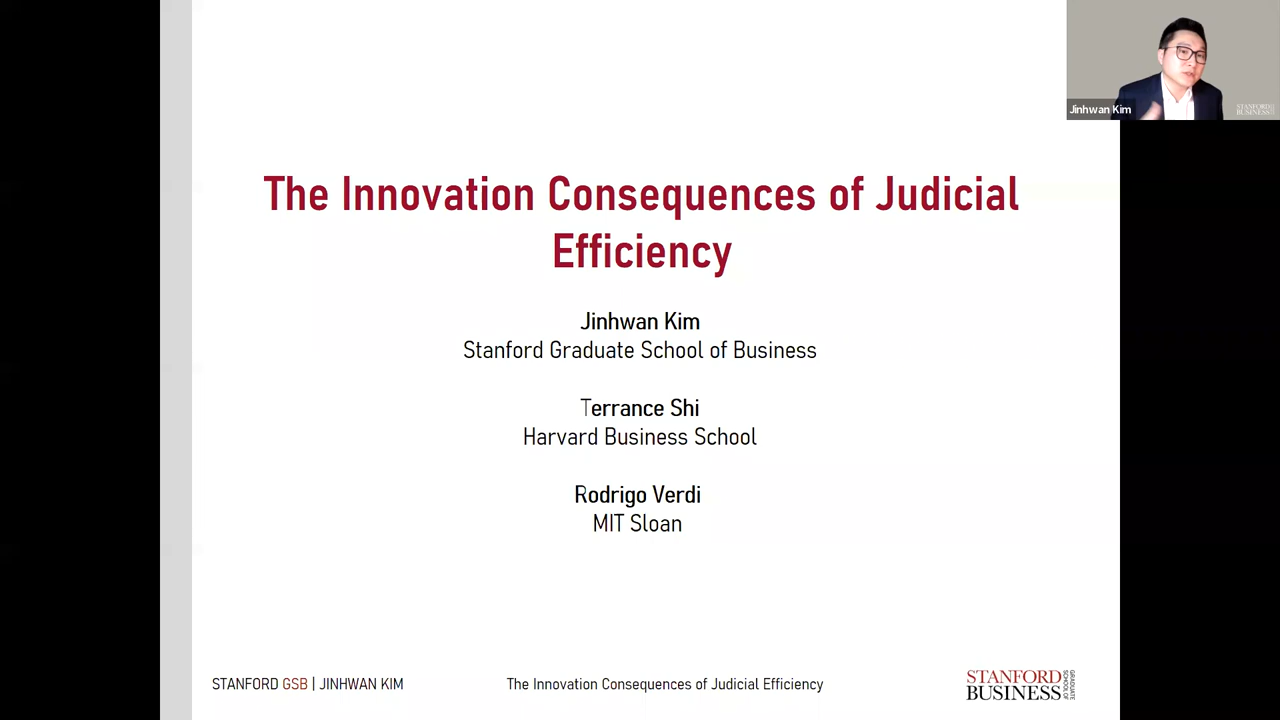 Jinhwan Kim
STANFORD
BUSINESS
The Innovation Consequences of Judicial
Efficiency
Jinhwan Kim
Stanford Graduate School of Business
Terrance Shi
Harvard Business School
Rodrigo Verdi
MIT Sloan
STANFORD GSB | JINHWAN KIM
The Innovation Consequences of Judicial Efficiency
STANFORD
BUSINESS
GRADUATE
SCHOOL OF